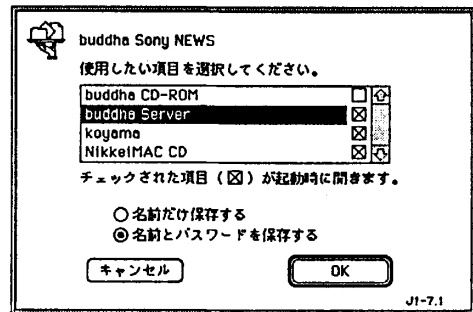 buddha Sony NEWS
使用したい項目を選択してください。
buddha CD-ROM
buddha Server
koyama
NikkeiMAC CD
チェックされた項目（☒）が起動時に開きます。
名前だけ保存する
名前とパスワードを保存する
キャンセル
OK
J1-7.1